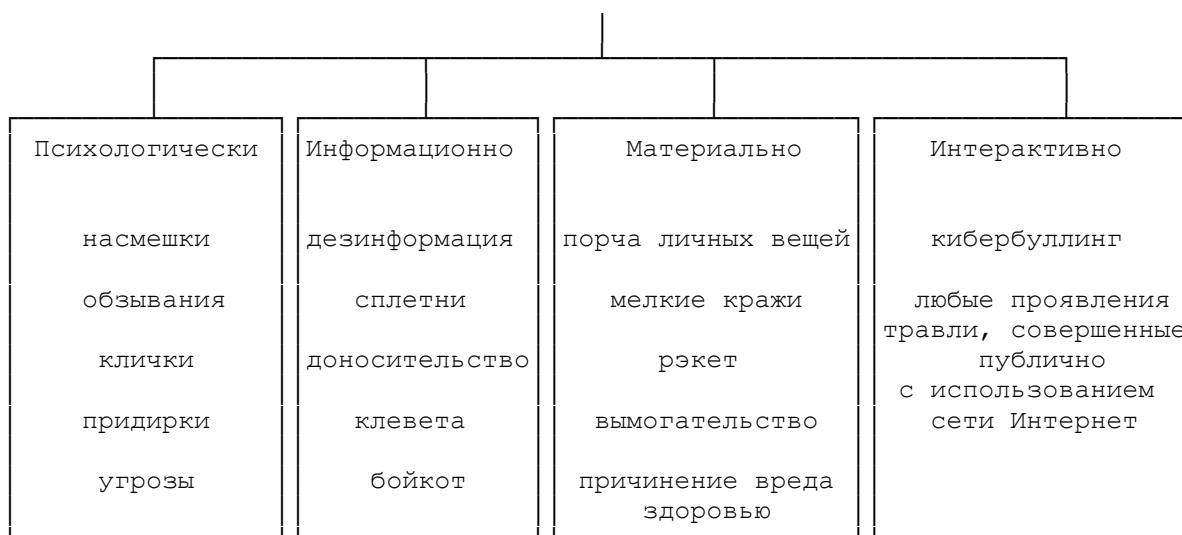 Психологически
насмешки
обзывания
клички
придирки
угрозы
Информационно
дезинформация
сплетни
доносительство
клевета
бойкот
Материально
порча личных вещей
мелкие кражи
рэкет
вымогательство
причинение вреда
здоровью
Интерактивно
кибербуллинг
любые проявления
травли, совершенные
публично
с использованием
сети Интернет